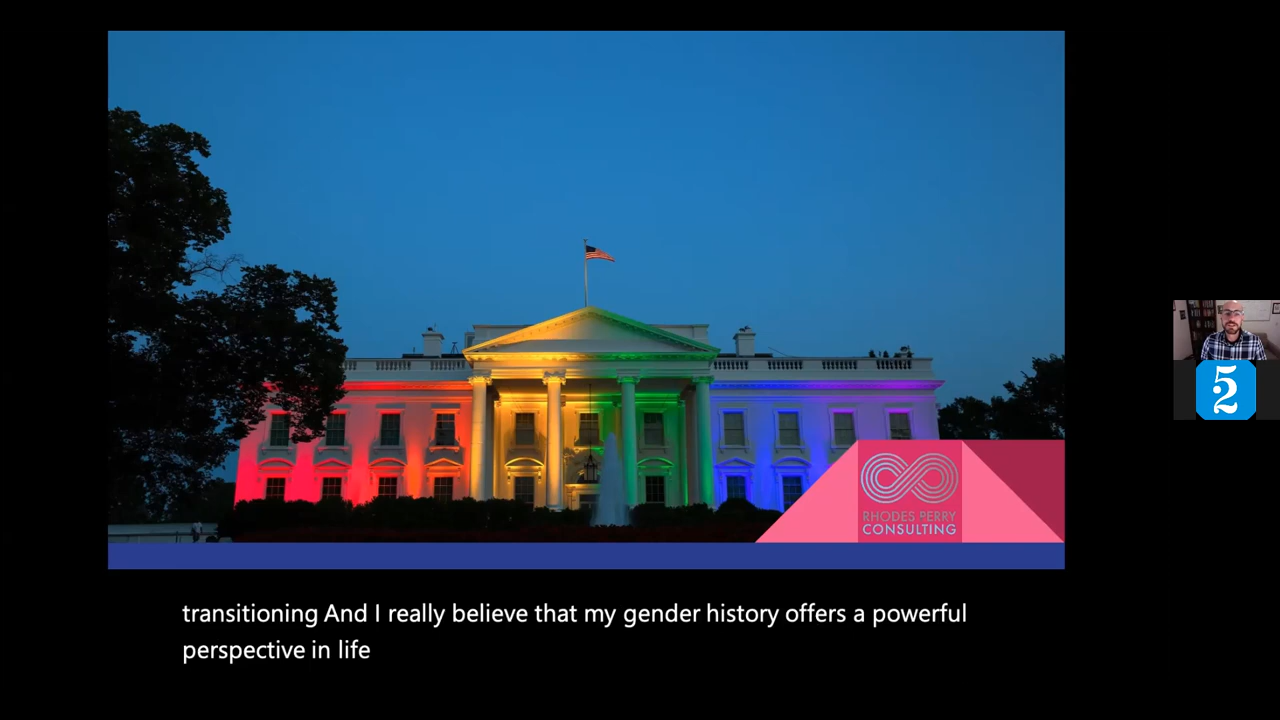 RHODES PERRY
CONSULTING
5
transitioning And I really believe that my gender history offers a powerful
perspective in life